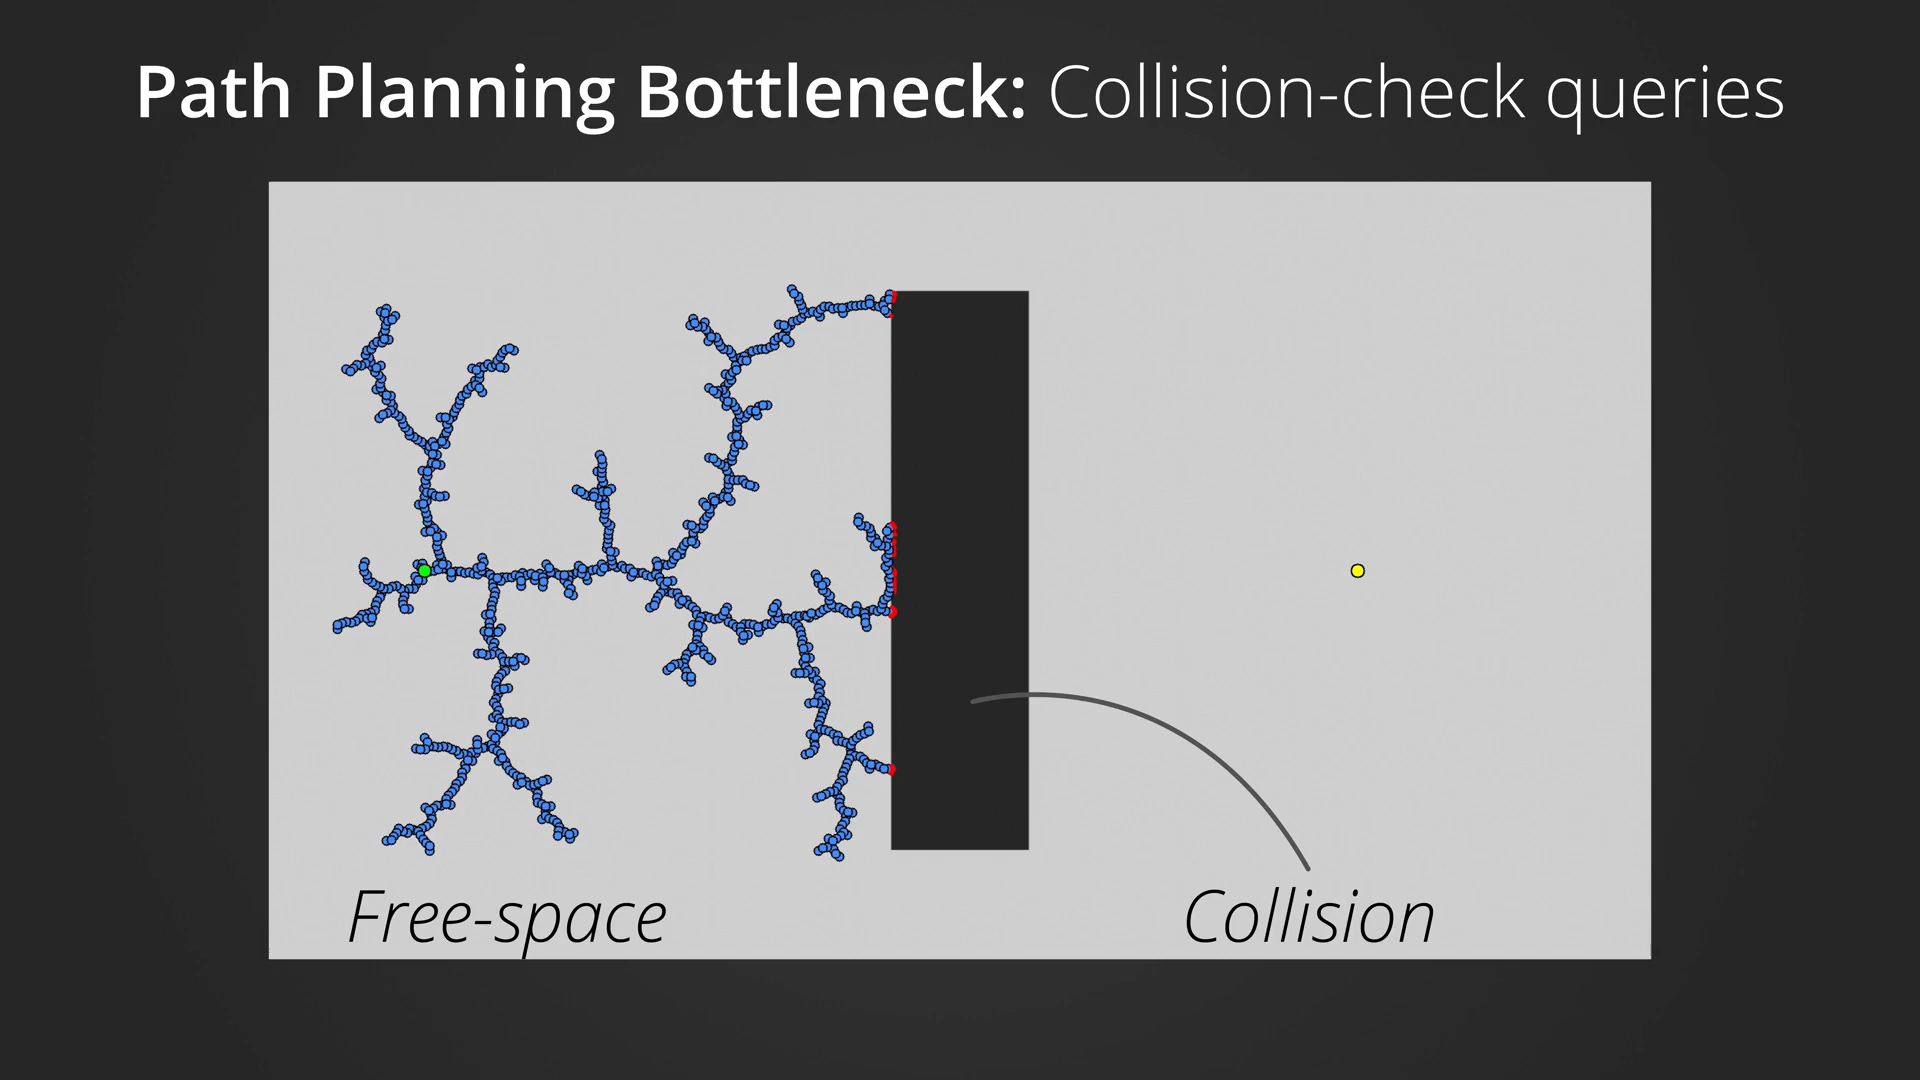 Path Planning Bottleneck: Collision-check queries
Free-space
Collision